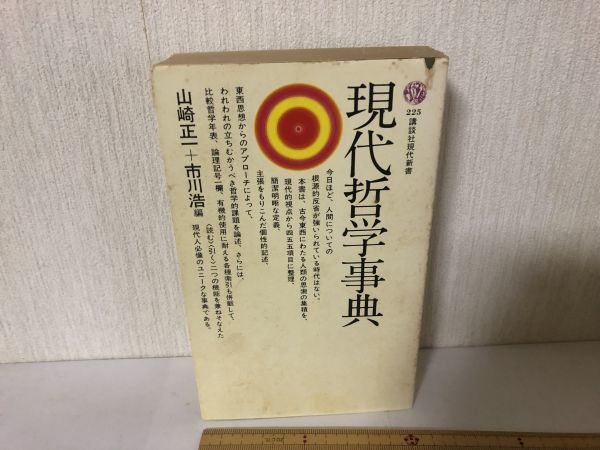 225 講談社現代新書
現代哲学事典
今日ほど、人間についての
根源的反省が強いられている時代はない。
本書は、古今東西にわたる人類の思索の集積を、
現代的視点から四五五項目に整理、
簡潔明晰な定義、
主張をもりこんだ個性的記述、
東西思想からのアプローチによって、
われわれの立ちむかうべき哲学的課題を論述、さらには、
比較哲学年表、論理記号一欄、有機的使用に耐える各種索引も併載して、
〈読む〉〈引く〉二つの機能を兼ねそなえた
現代人必備のユニークな事典である。
山崎正一+市川浩 編